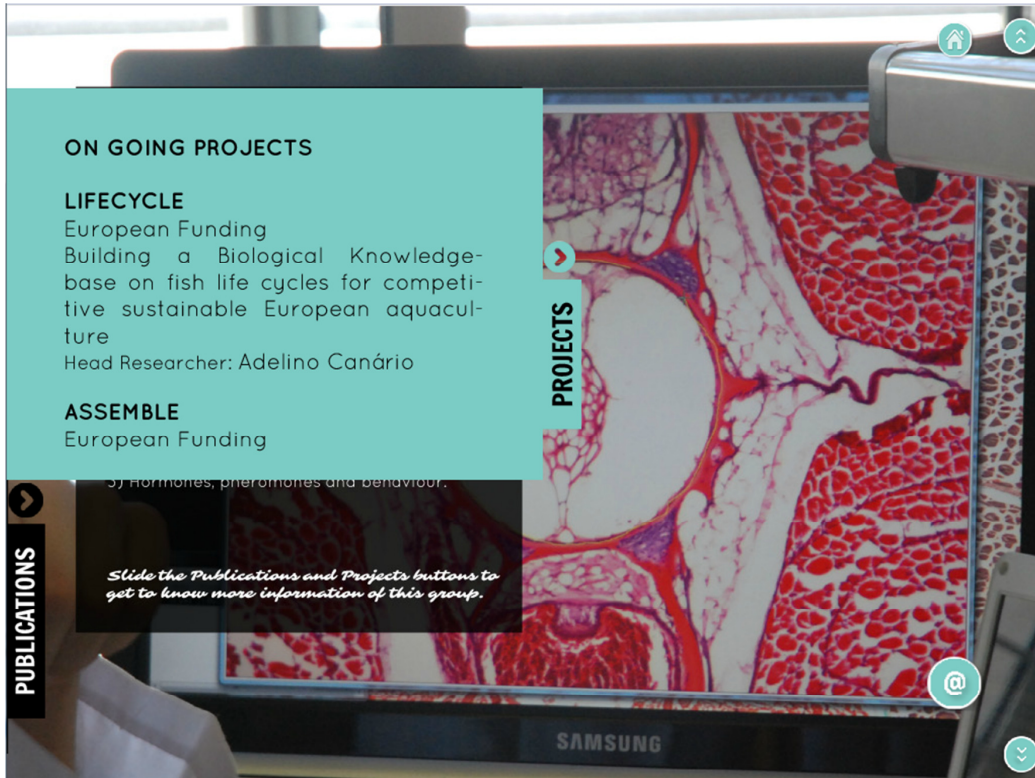 ON GOING PROJECTS
LIFECYCLE
European Funding
Building a Biological Knowledge-
base on fish life cycles for competi-
tive sustainable European aquacul-
ture
Head Researcher: Adelino Canário
ASSEMBLE
European Funding
PROJECTS
3) Hormones, pheromones and behaviour.
Slide the Publications and Projects buttons to
get to know more information of this group.
PUBLICATIONS
@
SAMSUNG